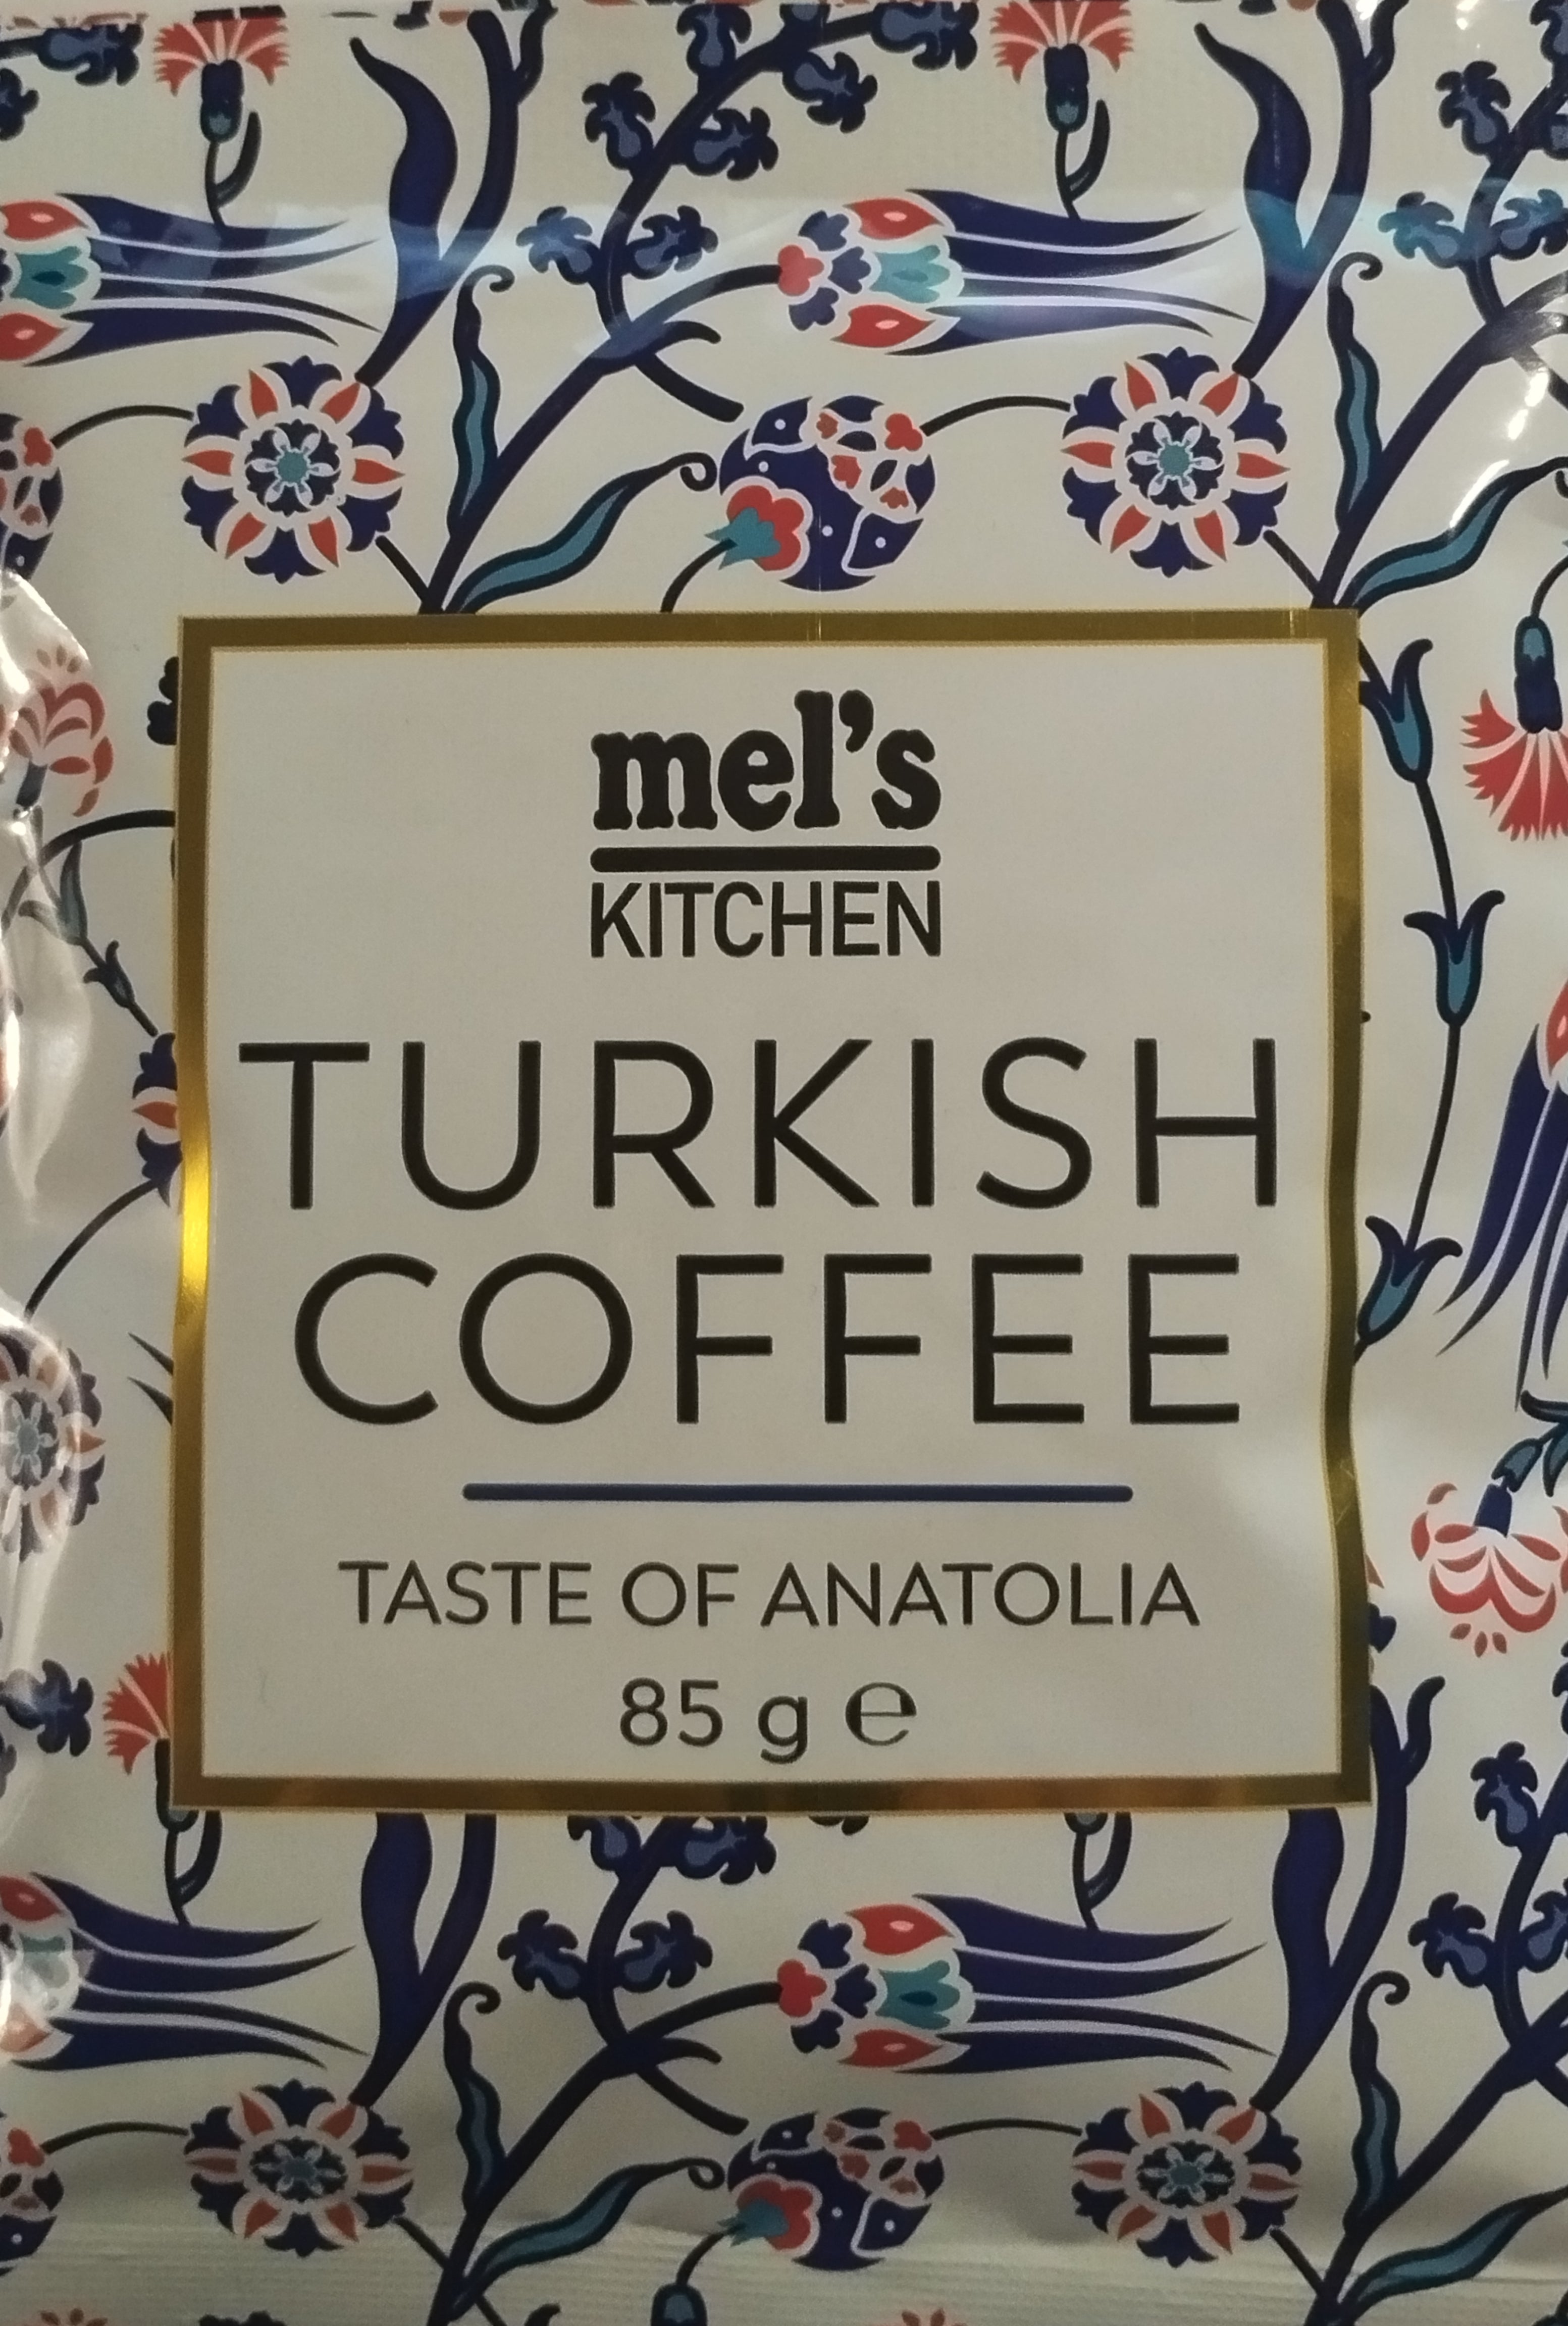 mel's
KITCHEN
TURKISH
COFFEE
TASTE OF ANATOLIA
85 g ℮